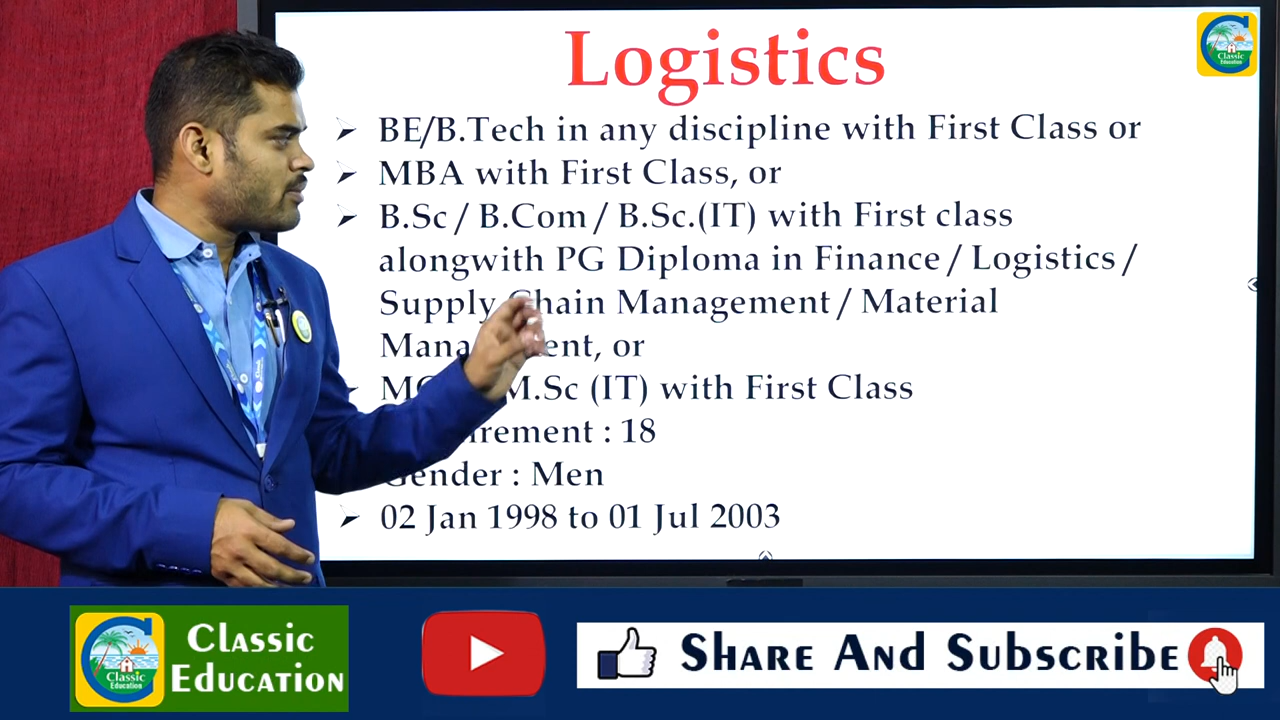 Logistics
Classic
Education
BE/B.Tech in any discipline with First Class or
MBA with First Class, or
B.Sc / B.Com / B.Sc.(IT) with First class
alongwith PG Diploma in Finance / Logistics /
Supply Chain Management / Material
or
M.Sc (IT) with First Class
: 18
Gender : Men
02 Jan 1998 to 01 Jul 2003
Classic
Education
CLASSIC
EDUCATION
SHARE AND SUBSCRIBE